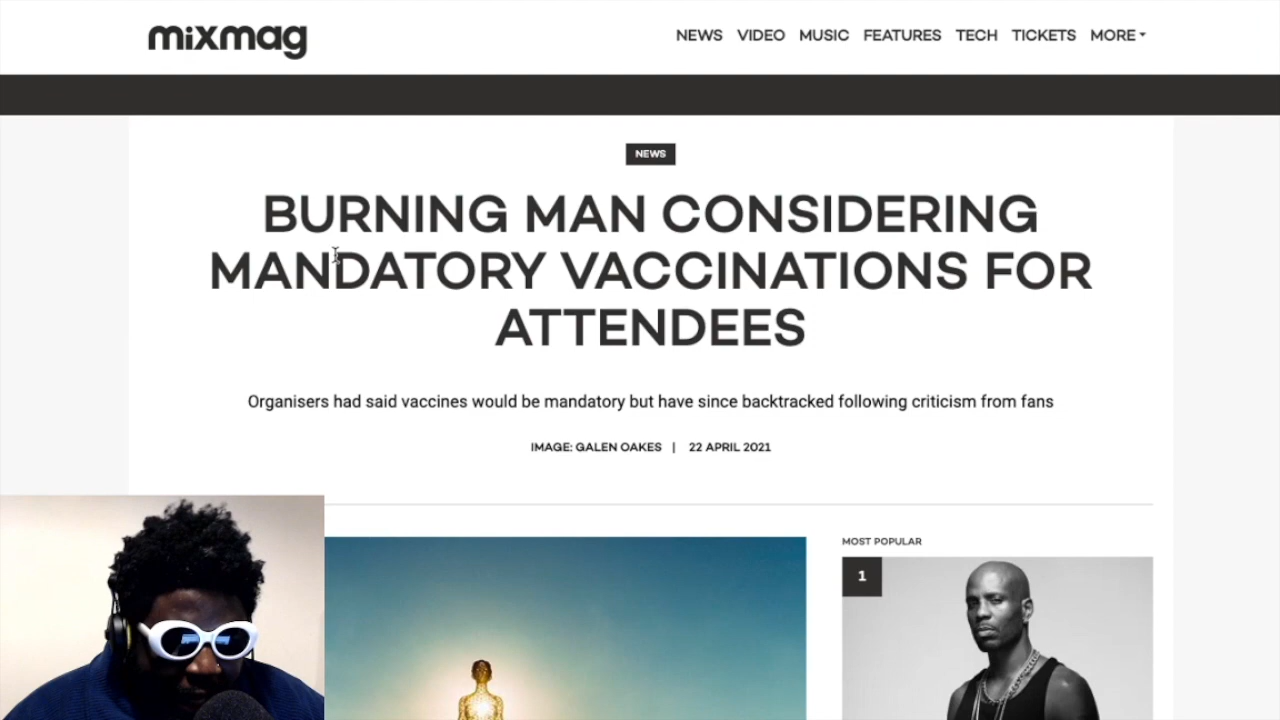 mixmag
NEWS VIDEO MUSIC FEATURES TECH TICKETS MORE
NEWS
BURNING MAN CONSIDERING
MANDATORY VACCINATIONS FOR
ATTENDEES
Organisers had said vaccines would be mandatory but have since backtracked following criticism from fans
IMAGE: GALEN OAKES | 22 APRIL 2021
MOST POPULAR
1